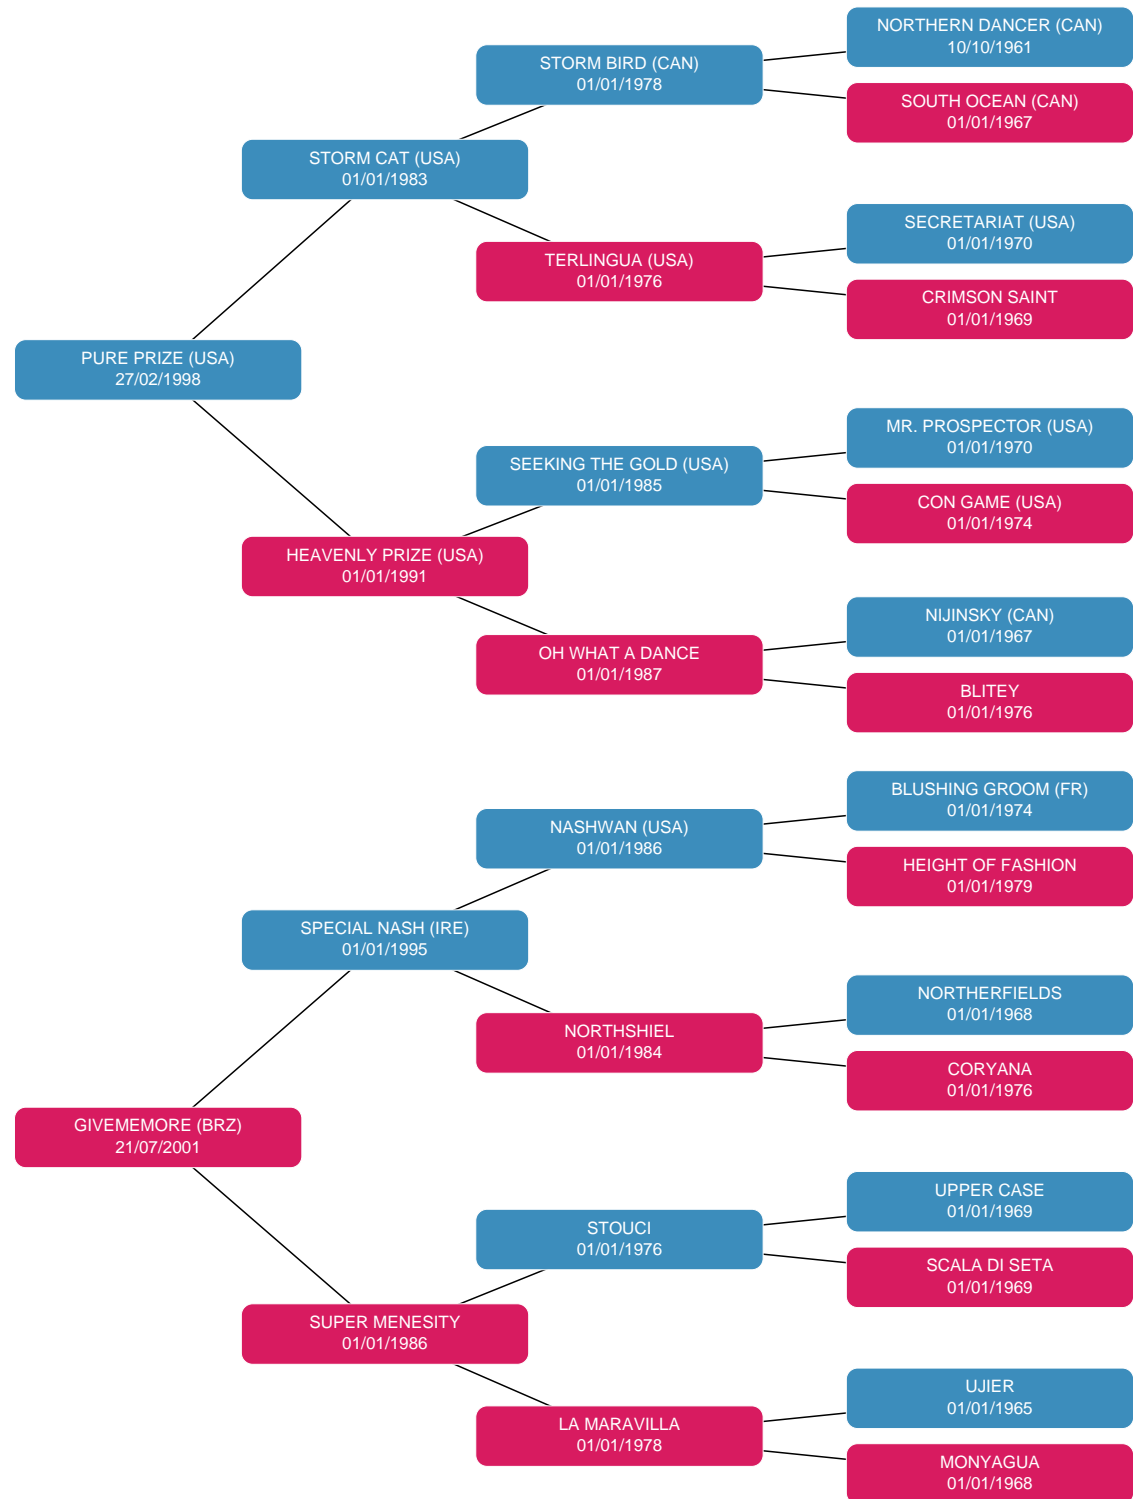 NORTHERN DANCER (CAN)
10/10/1961
STORM BIRD (CAN)
01/01/1978
SOUTH OCEAN (CAN)
01/01/1967
STORM CAT (USA)
01/01/1983
SECRETARIAT (USA)
01/01/1970
TERLINGUA (USA)
01/01/1976
CRIMSON SAINT
01/01/1969
PURE PRIZE (USA)
27/02/1998
MR. PROSPECTOR (USA)
01/01/1970
SEEKING THE GOLD (USA)
01/01/1985
CON GAME (USA)
01/01/1974
HEAVENLY PRIZE (USA)
01/01/1991
NIJINSKY (CAN)
01/01/1967
OH WHAT A DANCE
01/01/1987
BLITEY
01/01/1976
BLUSHING GROOM (FR)
01/01/1974
NASHWAN (USA)
01/01/1986
HEIGHT OF FASHION
01/01/1979
SPECIAL NASH (IRE)
01/01/1995
NORTHERFIELDS
01/01/1968
NORTHSHIEL
01/01/1984
CORYANA
01/01/1976
GIVEMEMORE (BRZ)
21/07/2001
UPPER CASE
01/01/1969
STOUCI
01/01/1976
SCALA DI SETA
01/01/1969
SUPER MENESITY
01/01/1986
UJIER
01/01/1965
LA MARAVILLA
01/01/1978
MONYAGUA
01/01/1968